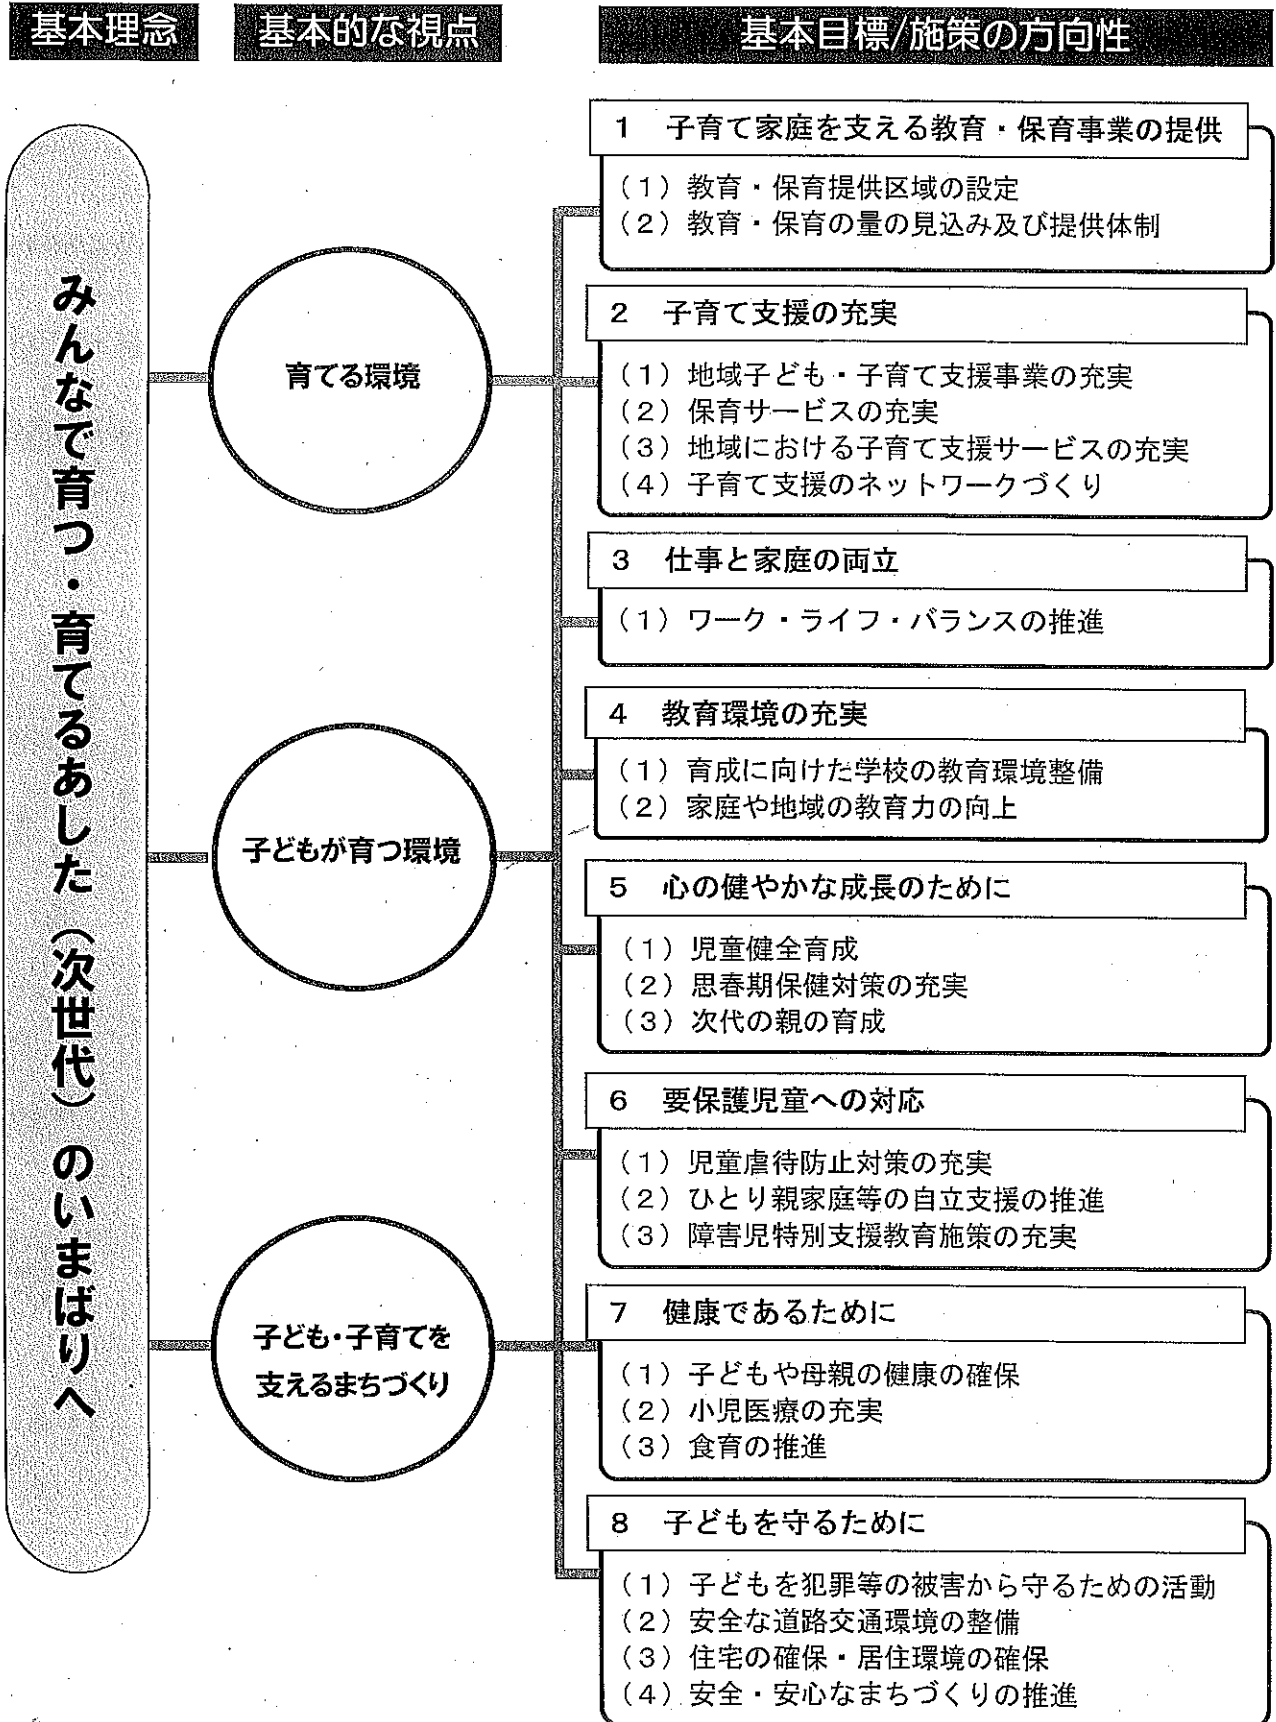 基本理念
基本的な視点
基本目標/施策の方向性
みんなで育つ・育てるあした（次世代）のいまばりへ
育てる環境
子どもが育つ環境
子ども・子育てを
支えるまちづくり
1 子育て家庭を支える教育・保育事業の提供
（1）教育・保育提供区域の設定
（2）教育・保育の量の見込み及び提供体制
2 子育て支援の充実
（1）地域子ども・子育て支援事業の充実
（2）保育サービスの充実
（3）地域における子育て支援サービスの充実
（4）子育て支援のネットワークづくり
3 仕事と家庭の両立
（1）ワーク・ライフ・バランスの推進
4 教育環境の充実
（1）育成に向けた学校の教育環境整備
（2）家庭や地域の教育力の向上
5 心の健やかな成長のために
（1）児童健全育成
（2）思春期保健対策の充実
（3）次代の親の育成
6 要保護児童への対応
（1）児童虐待防止対策の充実
（2）ひとり親家庭等の自立支援の推進
（3）障害児特別支援教育施策の充実
7 健康であるために
（1）子どもや母親の健康の確保
（2）小児医療の充実
（3）食育の推進
8 子どもを守るために
（1）子どもを犯罪等の被害から守るための活動
（2）安全な道路交通環境の整備
（3）住宅の確保・居住環境の確保
（4）安全・安心なまちづくりの推進